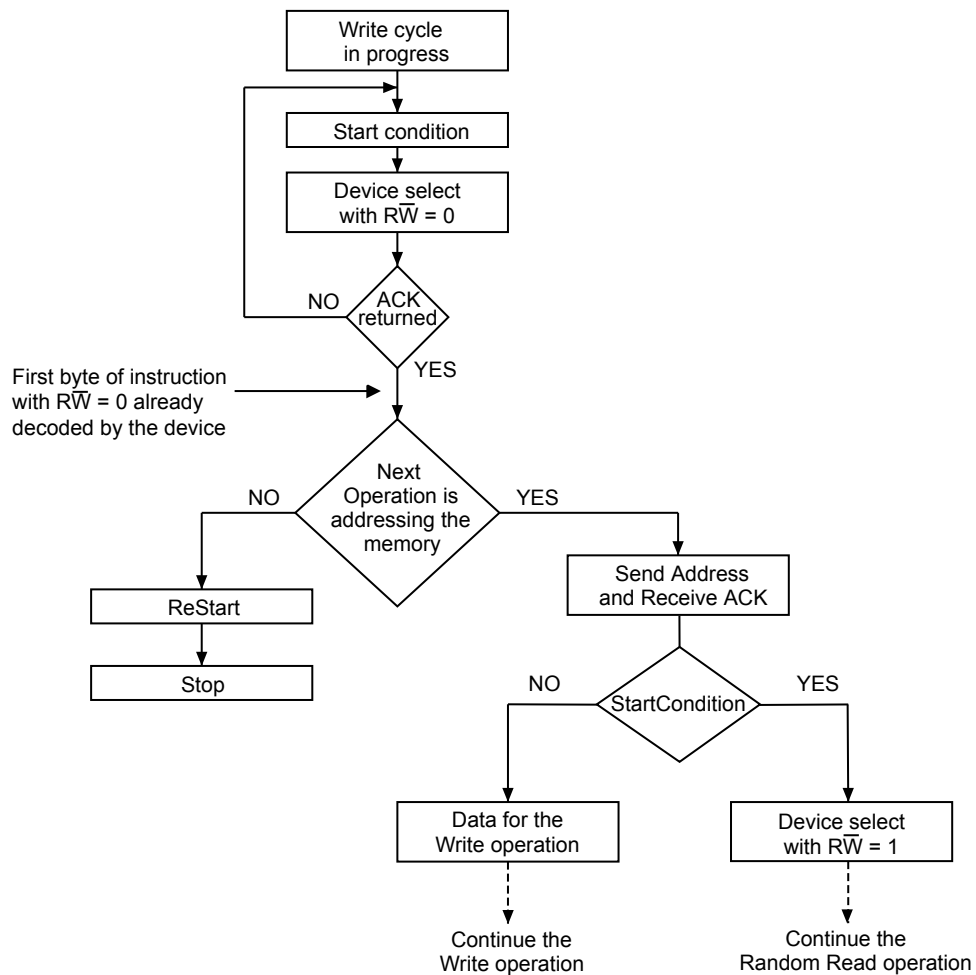 Write cycle
in progress
Start condition
Device select
with RW̅ = 0
NO
ACK
returned
YES
First byte of instruction
with RW̅ = 0 already
decoded by the device
Next
Operation is
addressing the
memory
NO
YES
ReStart
Stop
Send Address
and Receive ACK
NO
StartCondition
YES
Data for the
Write operation
Device select
with RW̅ = 1
Continue the
Write operation
Continue the
Random Read operation